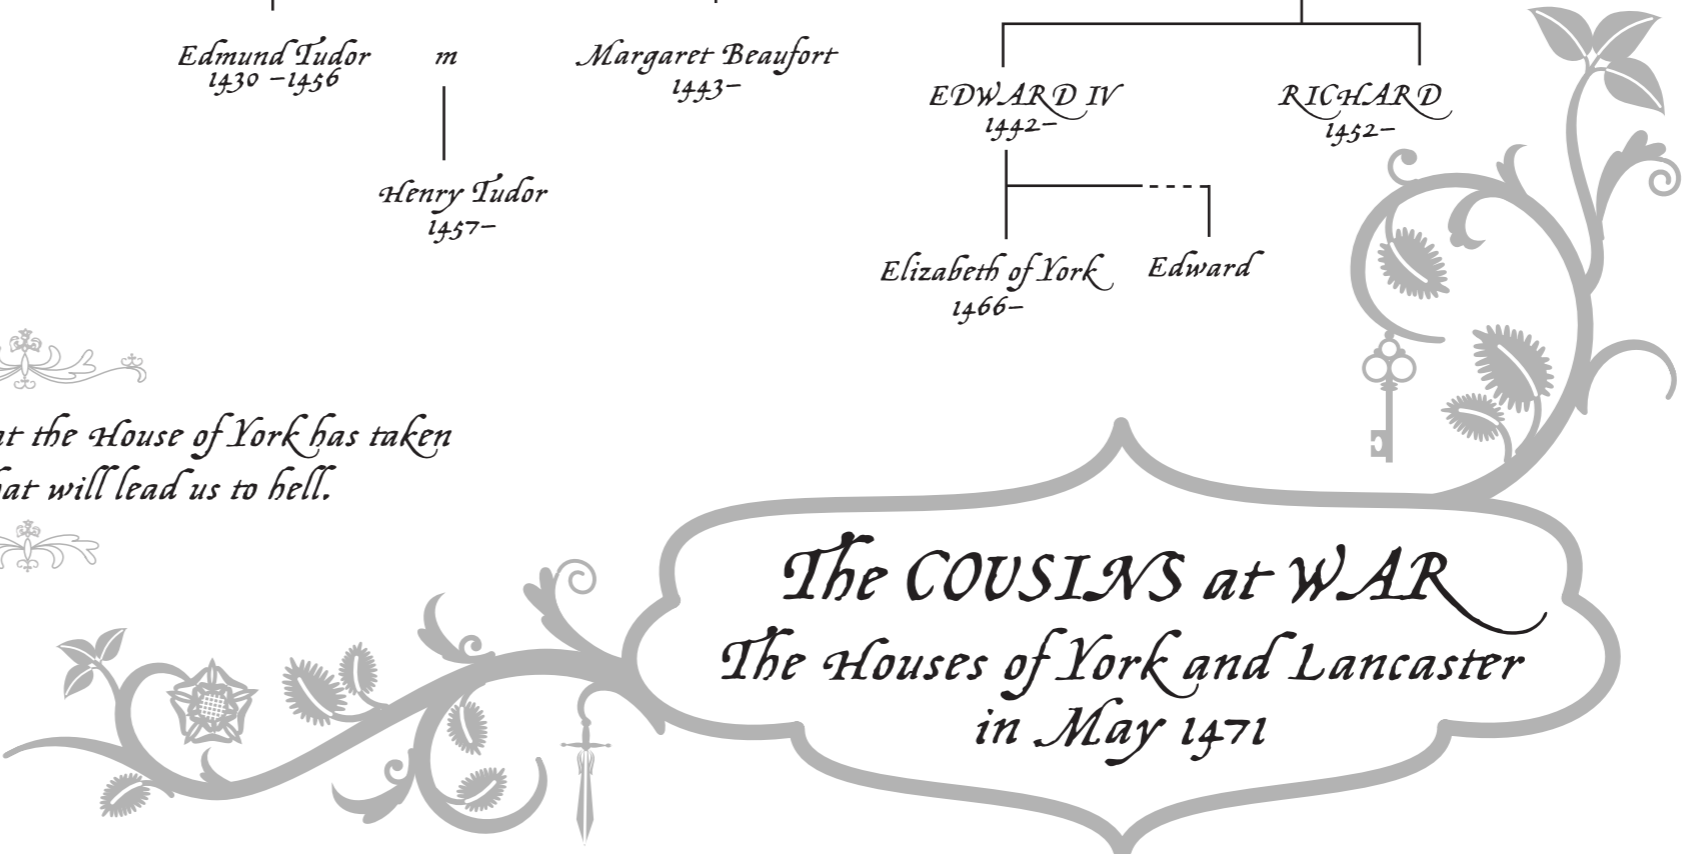 Edmund Tudor
1430 –1456
m
Margaret Beaufort
1443–
EDWARD IV
1442–
RICHARD
1452–
Henry Tudor
1457–
Elizabeth of York
1466–
Edward
the House of York has taken
will lead us to hell.
The COUSINS at WAR
The Houses of York and Lancaster
in May 1471